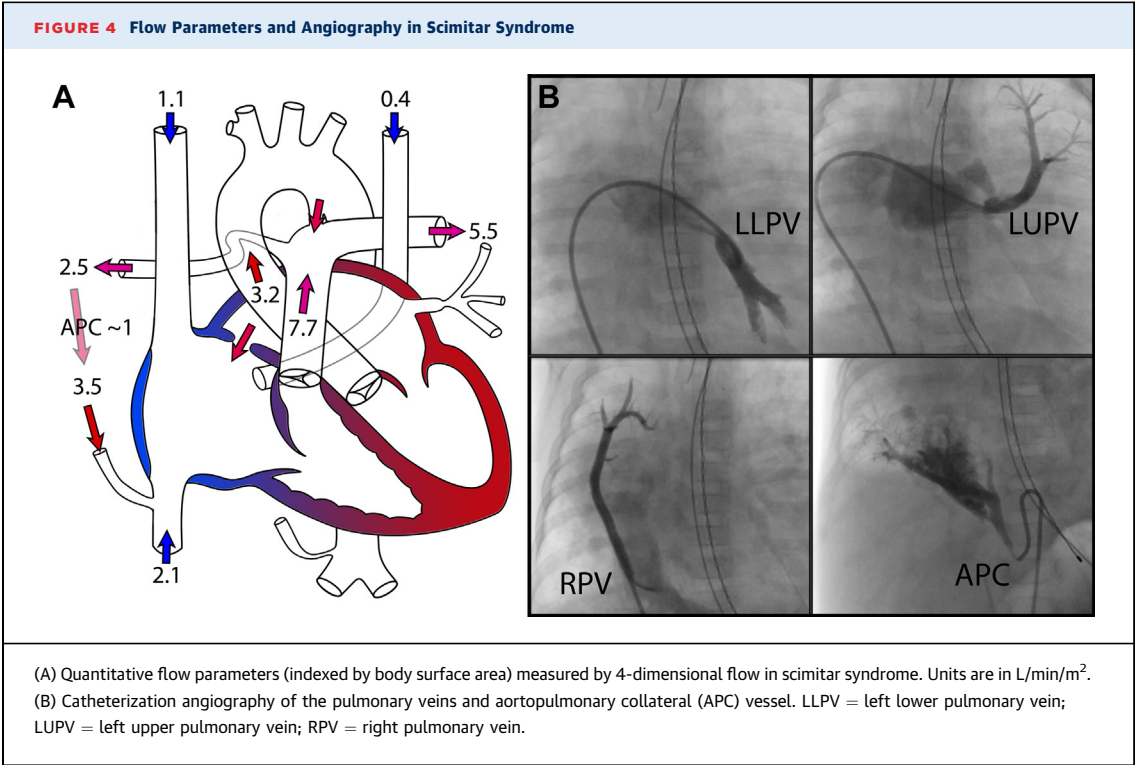 FIGURE 4 Flow Parameters and Angiography in Scimitar Syndrome
A
1.1
0.4
5.5
2.5
3.2
7.7
APC ~1
3.5
2.1
B
LLPV
LUPV
RPV
APC
(A) Quantitative flow parameters (indexed by body surface area) measured by 4-dimensional flow in scimitar syndrome. Units are in L/min/m².
(B) Catheterization angiography of the pulmonary veins and aortopulmonary collateral (APC) vessel. LLPV = left lower pulmonary vein;
LUPV = left upper pulmonary vein; RPV = right pulmonary vein.